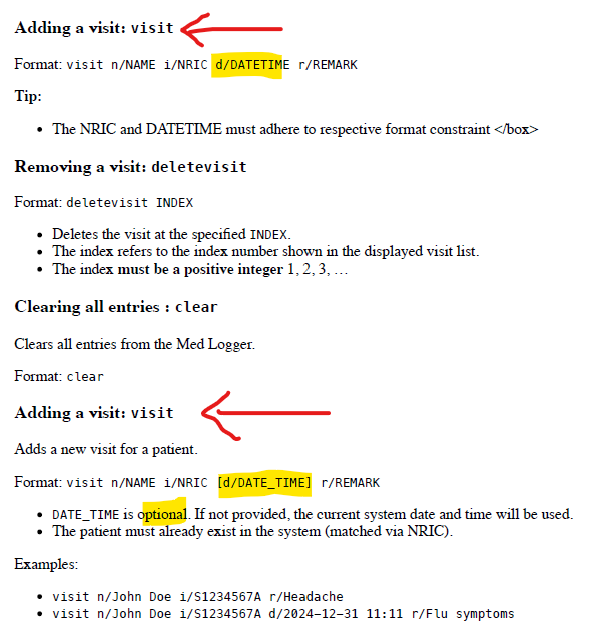 Adding a visit: visit
Format: visit n/NAME i/NRIC d/DATETIME r/REMARK
Tip:
• The NRIC and DATETIME must adhere to respective format constraint </box>
Removing a visit: deletevisit
Format: deletevisit INDEX
• Deletes the visit at the specified INDEX.
• The index refers to the index number shown in the displayed visit list.
• The index must be a positive integer 1, 2, 3, …
Clearing all entries : clear
Clears all entries from the Med Logger.
Format: clear
Adding a visit: visit
Adds a new visit for a patient.
Format: visit n/NAME i/NRIC [d/DATE_TIME] r/REMARK
• DATE_TIME is optional. If not provided, the current system date and time will be used.
• The patient must already exist in the system (matched via NRIC).
Examples:
• visit n/John Doe i/S1234567A r/Headache
• visit n/John Doe i/S1234567A d/2024-12-31 11:11 r/Flu symptoms